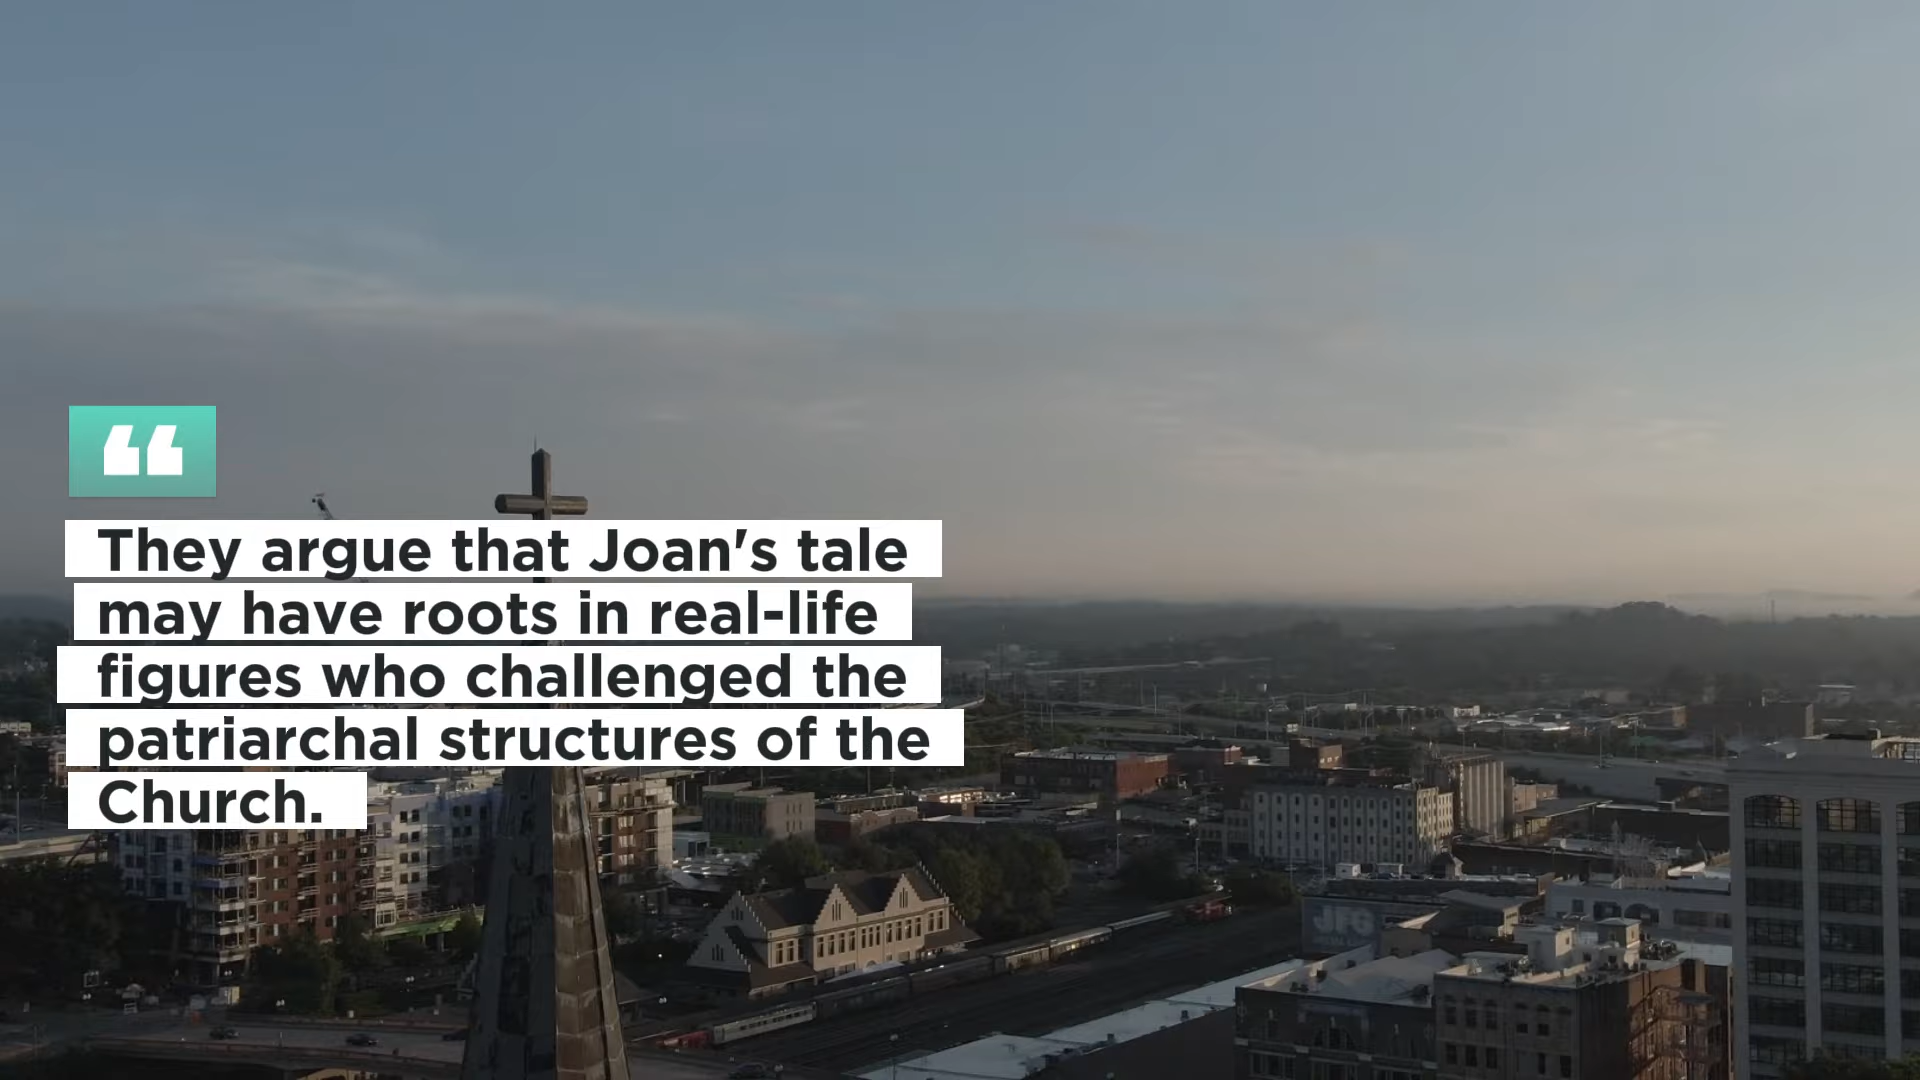 “
They argue that Joan's tale
may have roots in real-life
figures who challenged the
patriarchal structures of the
Church.
JFG